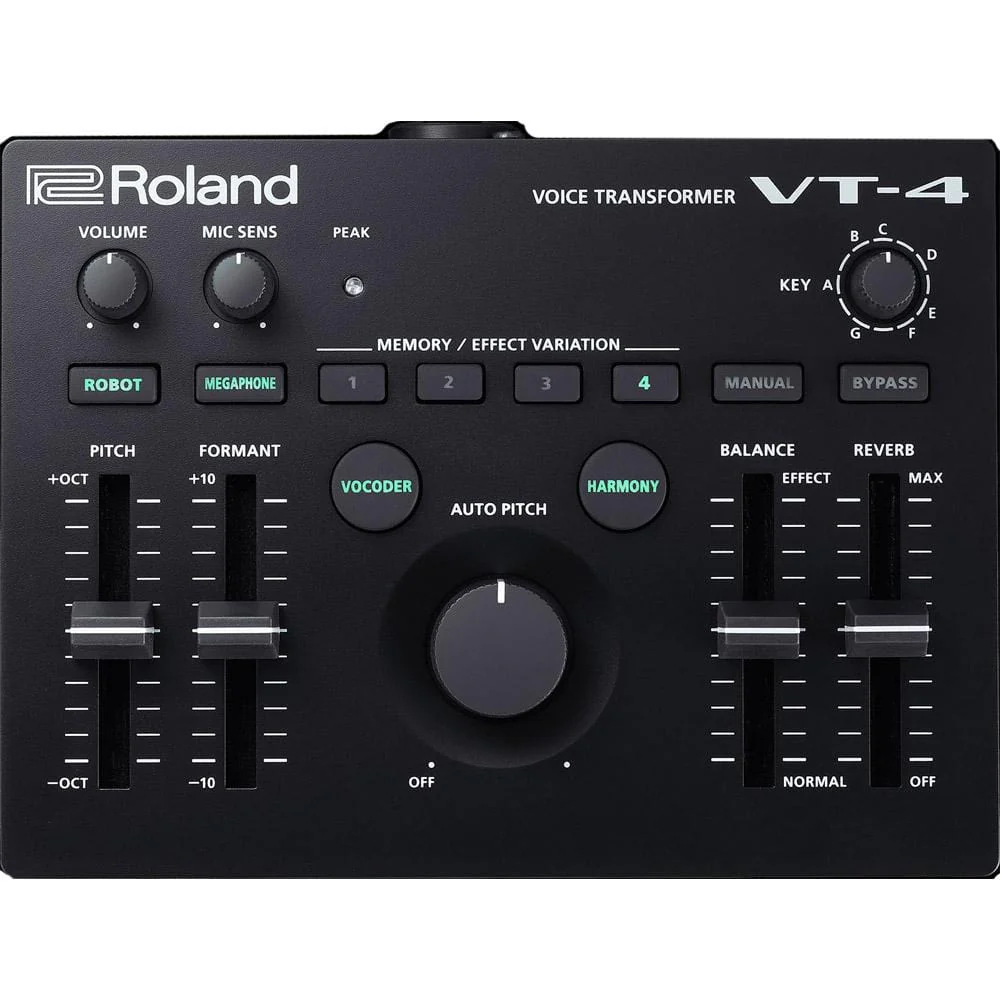 Roland
VOICE TRANSFORMER VT-4
VOLUME MIC SENS PEAK
KEY A B C D E F G
MEMORY / EFFECT VARIATION
ROBOT MEGAPHONE 1 2 3 4 MANUAL BYPASS
PITCH FORMANT BALANCE REVERB
+OCT +10 EFFECT MAX
VOCODER HARMONY
AUTO PITCH
-OCT -10 OFF NORMAL OFF